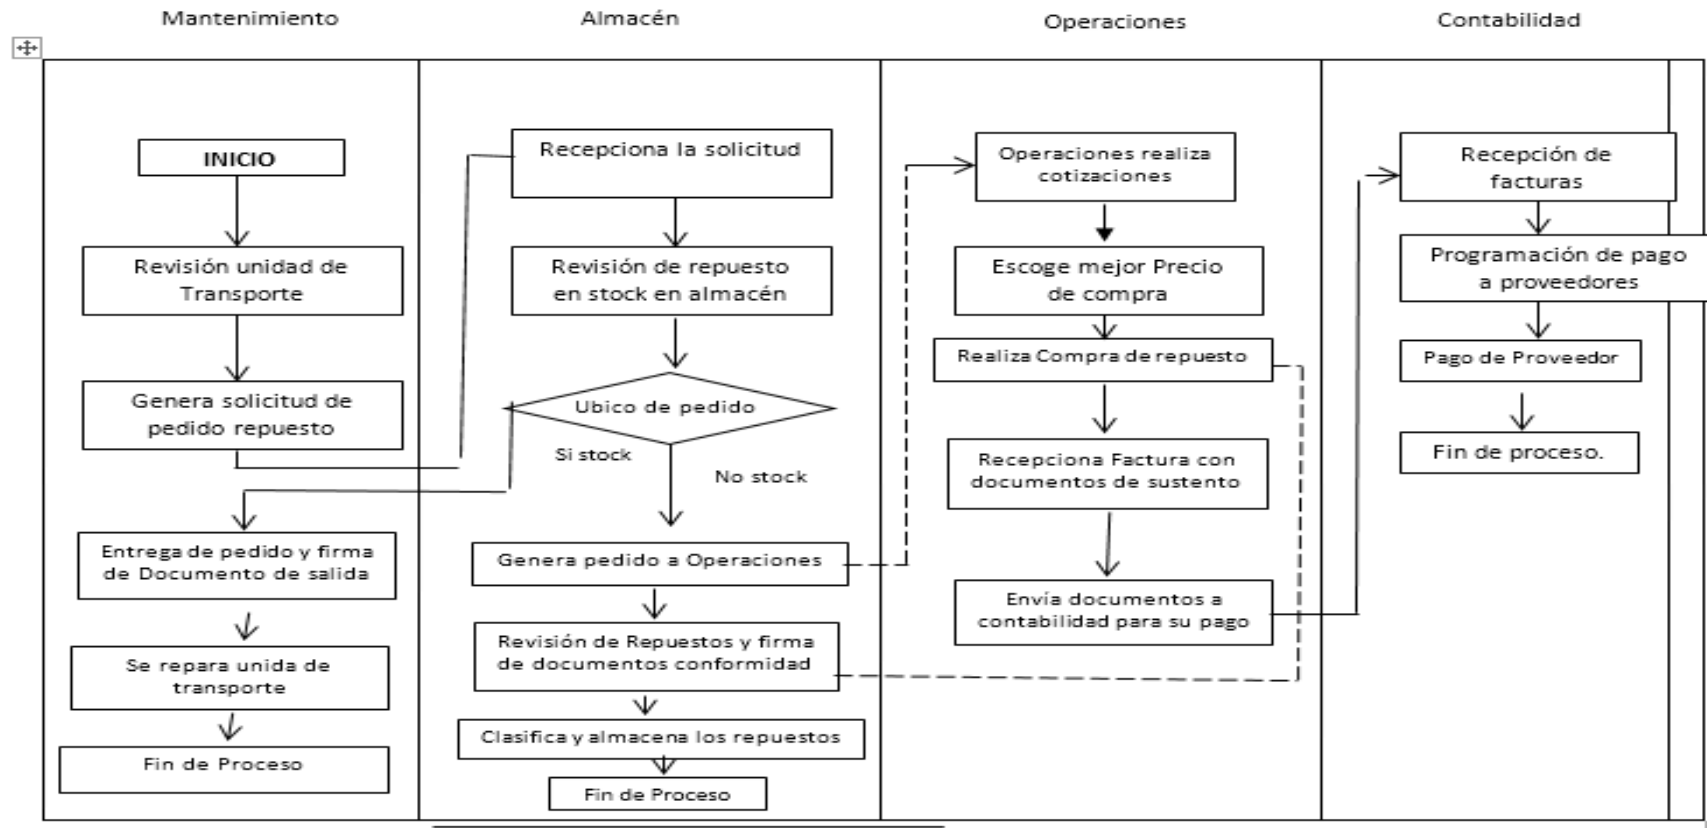 Mantenimiento
Almacén
Operaciones
Contabilidad
INICIO
Revisión unidad de
Transporte
Genera solicitud de
pedido repuesto
Entrega de pedido y firma
de Documento de salida
Se repara unida de
transporte
Fin de Proceso
Recepciona la solicitud
Revisión de repuesto
en stock en almacén
Ubico de pedido
Si stock
No stock
Genera pedido a Operaciones
Revisión de Repuestos y firma
de documentos conformidad
Clasifica y almacena los repuestos
Fin de Proceso
Operaciones realiza
cotizaciones
Escoge mejor Precio
de compra
Realiza Compra de repuesto
Recepciona Factura con
documentos de sustento
Envía documentos a
contabilidad para su pago
Recepción de
facturas
Programación de pago
a proveedores
Pago de Proveedor
Fin de proceso.